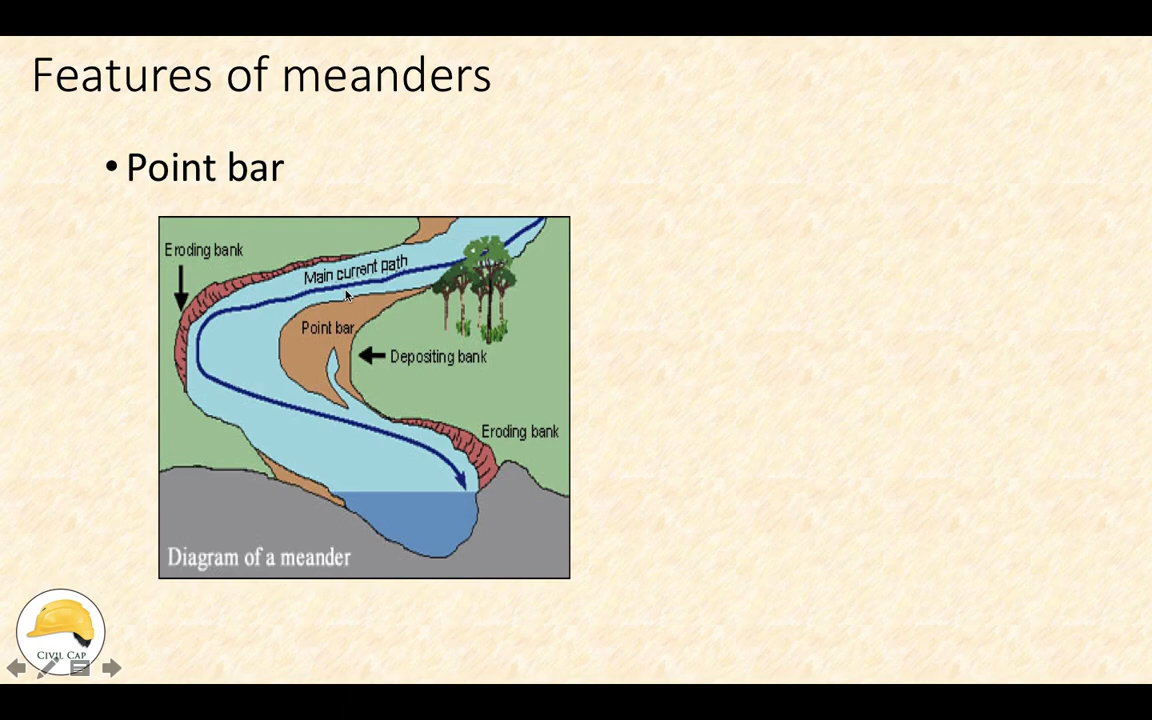 Features of meanders
• Point bar
Eroding bank
Main current path
Point bar
Depositing bank
Eroding bank
Diagram of a meander
CIVIL CAP